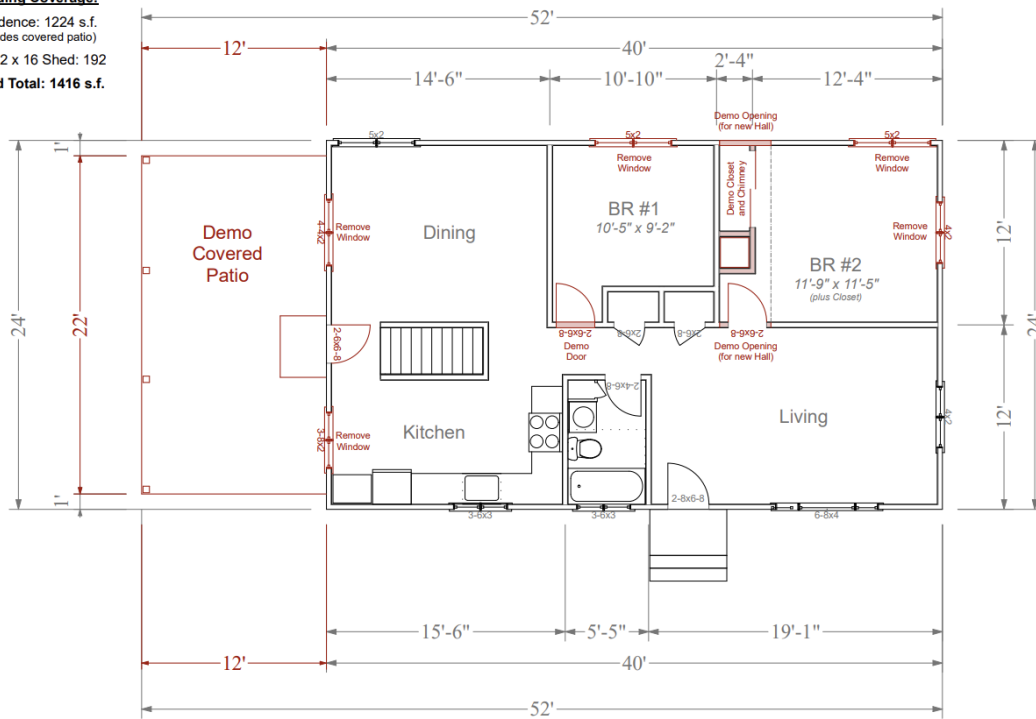 ding Coverage:
dence: 1224 s.f.
des covered patio)
2 x 16 Shed: 192
d Total: 1416 s.f.
52'
12'
40'
14'-6"
10'-10"
2'-4"
12'-4"
Demo Opening
(for new Hall)
5x2
5x2
5x2
1'
Remove
Window
Remove
Window
Demo Closet
and Chimney
BR #1
10'-5" x 9'-2"
4-4x2
Remove
Window
Dining
Demo
Covered
Patio
Remove
Window
4x2
12'
BR #2
11'-9" x 11'-5"
(plus Closet)
24'
22'
24'
2-6x6-8
2-6x6-8
2x6-8
2x6-8
2-6x6-8
Demo
Door
Demo Opening
(for new Hall)
2-4x6-8
Kitchen
Living
4x2
12'
3-8x2
Remove
Window
1'
2-8x6-8
3-6x3
3-6x3
6-8x4
15'-6"
5'-5"
19'-1"
12'
40'
52'